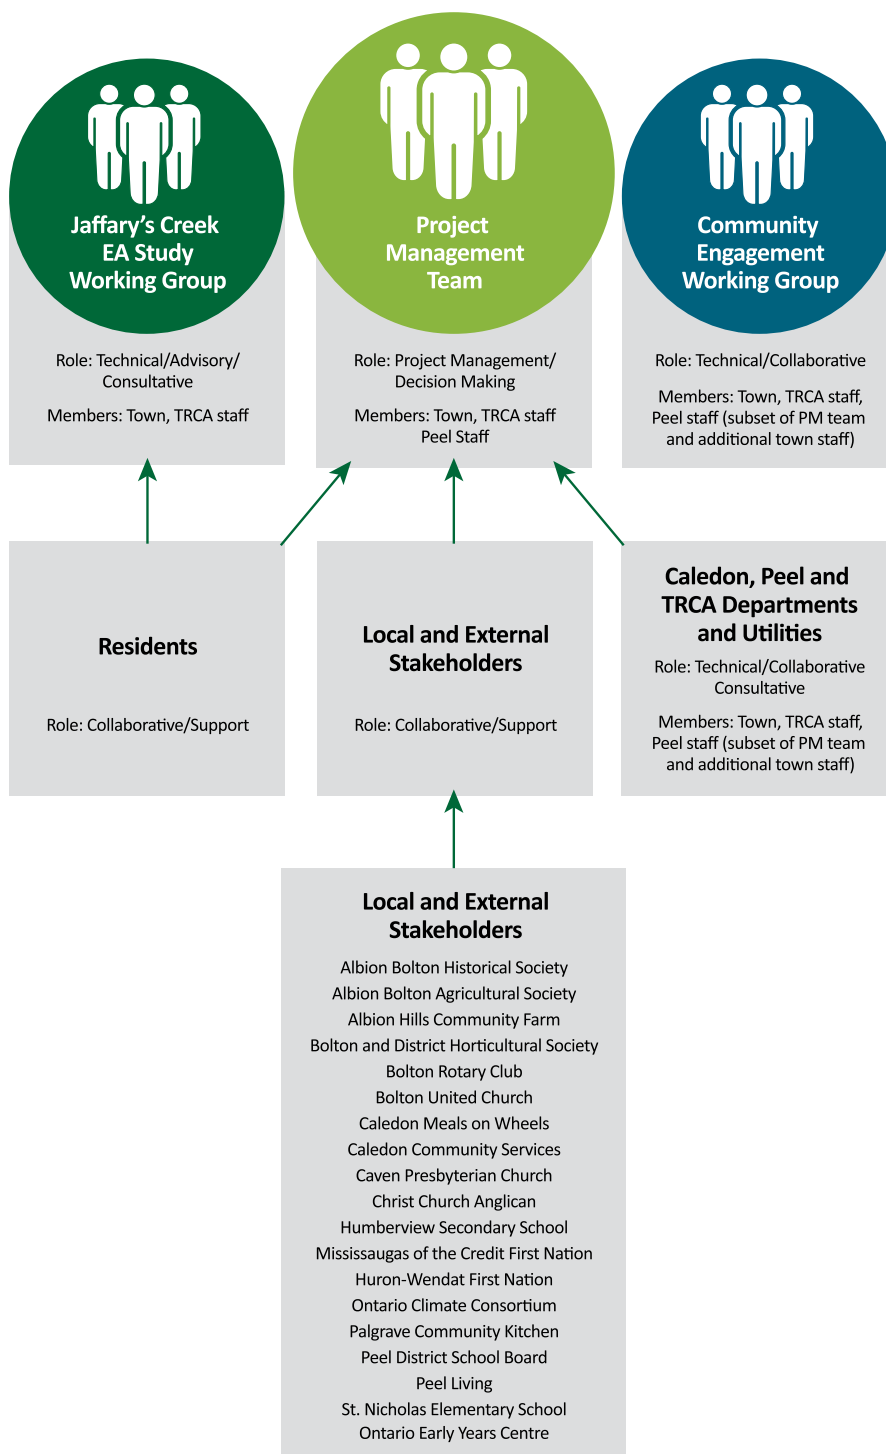 Jaffary's Creek
EA Study
Working Group
Role: Technical/Advisory/
Consultative
Members: Town, TRCA staff
Project
Management
Team
Role: Project Management/
Decision Making
Members: Town, TRCA staff
Peel Staff
Community
Engagement
Working Group
Role: Technical/Collaborative
Members: Town, TRCA staff,
Peel staff (subset of PM team
and additional town staff)
Residents
Role: Collaborative/Support
Local and External
Stakeholders
Role: Collaborative/Support
Caledon, Peel and
TRCA Departments
and Utilities
Role: Technical/Collaborative
Consultative
Members: Town, TRCA staff,
Peel staff (subset of PM team
and additional town staff)
Local and External
Stakeholders
Albion Bolton Historical Society
Albion Bolton Agricultural Society
Albion Hills Community Farm
Bolton and District Horticultural Society
Bolton Rotary Club
Bolton United Church
Caledon Meals on Wheels
Caledon Community Services
Caven Presbyterian Church
Christ Church Anglican
Humberview Secondary School
Mississaugas of the Credit First Nation
Huron-Wendat First Nation
Ontario Climate Consortium
Palgrave Community Kitchen
Peel District School Board
Peel Living
St. Nicholas Elementary School
Ontario Early Years Centre